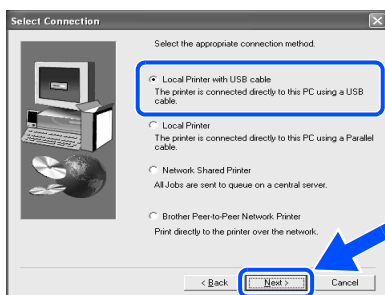 Select Connection
Select the appropriate connection method.
Local Printer with USB cable
The printer is connected directly to this PC using a USB
cable.
Local Printer
The printer is connected directly to this PC using a Parallel
cable.
Network Shared Printer
All Jobs are sent to queue on a central server.
Brother Peer-to-Peer Network Printer
Print directly to the printer over the network.
< Back
Next >
Cancel